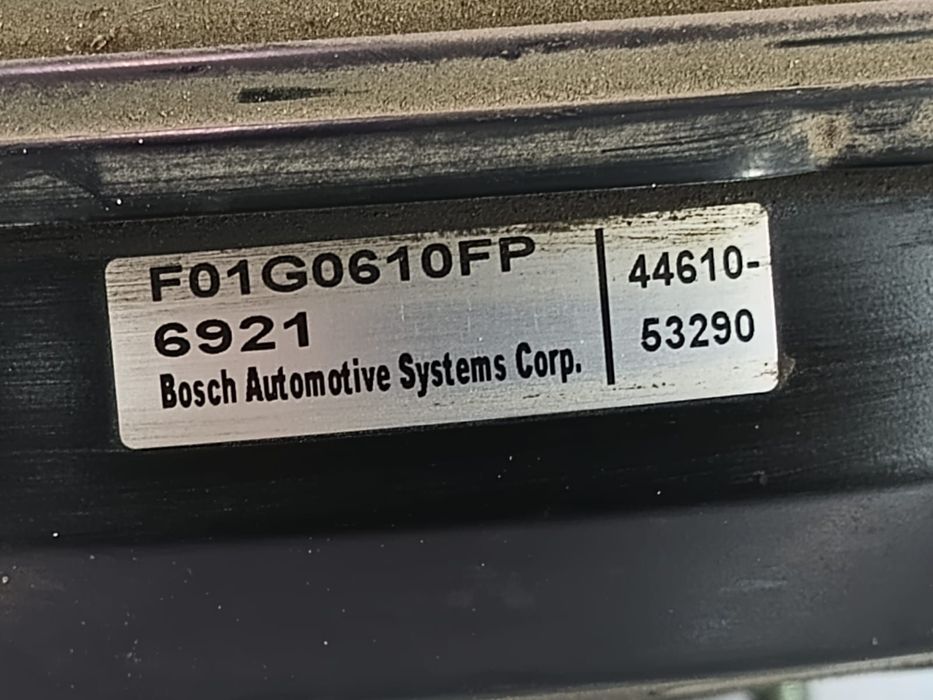 F01G0610FP
6921
Bosch Automotive Systems Corp.
44610-
53290